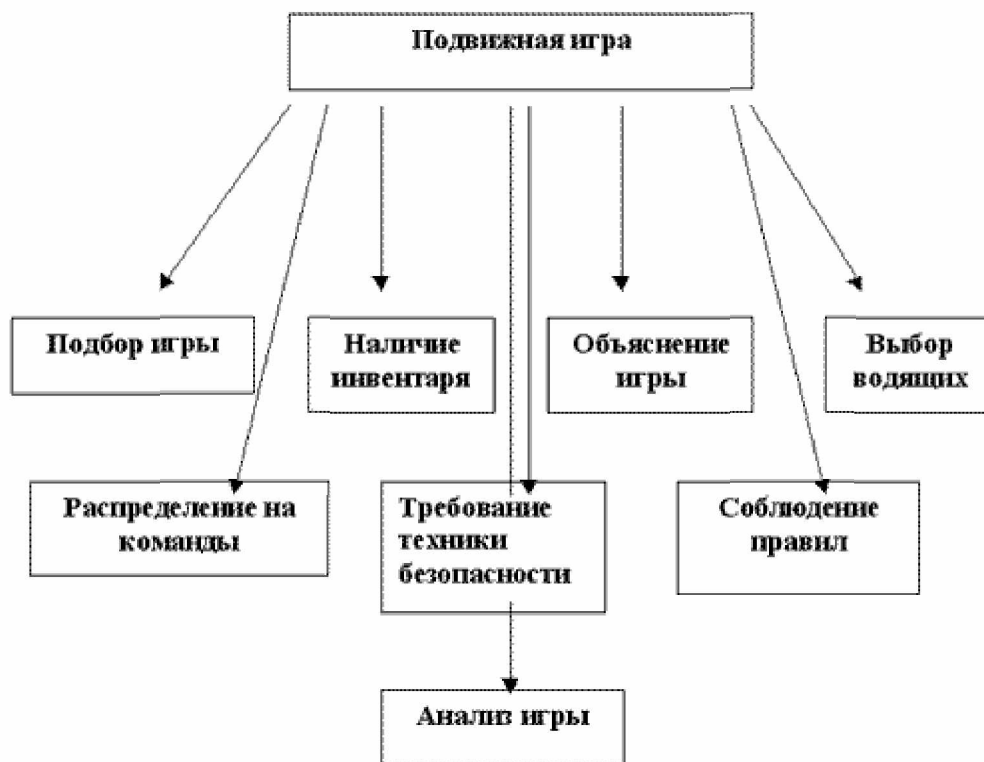 Подвижная игра
Подбор игры
Наличие
инвентаря
Объяснение
игры
Выбор
водящих
Распределение на
команды
Требование
техники
безопасности
Соблюдение
правил
Анализ игры